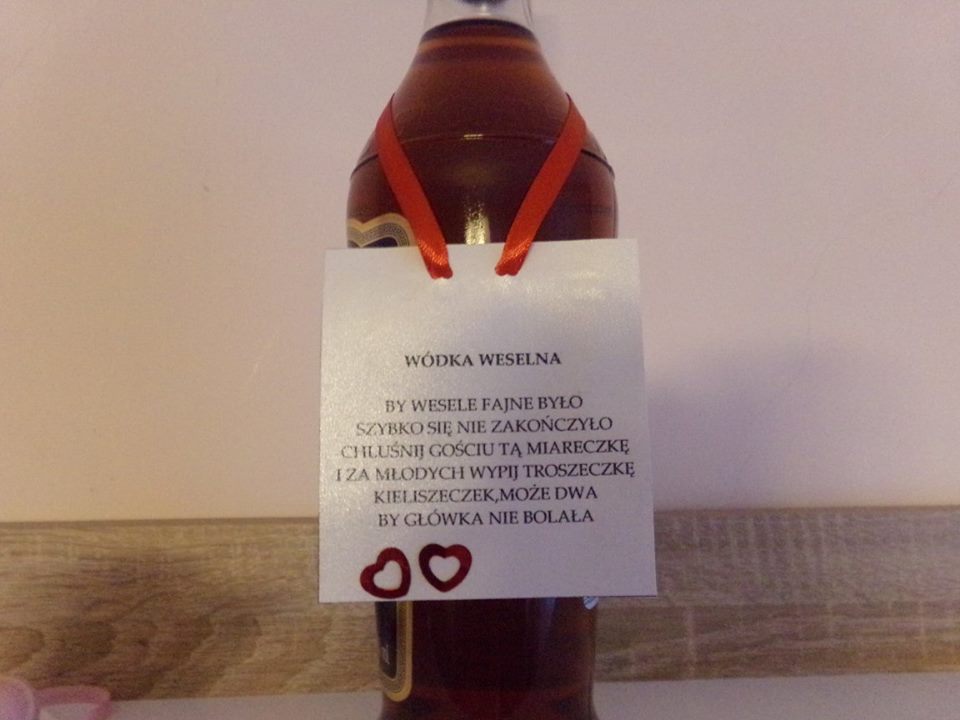 WÓDKA WESELNA
BY WESELE FAJNE BYŁO
SZYBKO SIĘ NIE ZAKOŃCZYŁO
CHLUŚNIJ GOŚCIU TĄ MIARECZKĘ
I ZA MŁODYCH WYPIJ TROSZECZKĘ
KIELISZECZEK,MOŻE DWA
BY GŁÓWKA NIE BOLAŁA